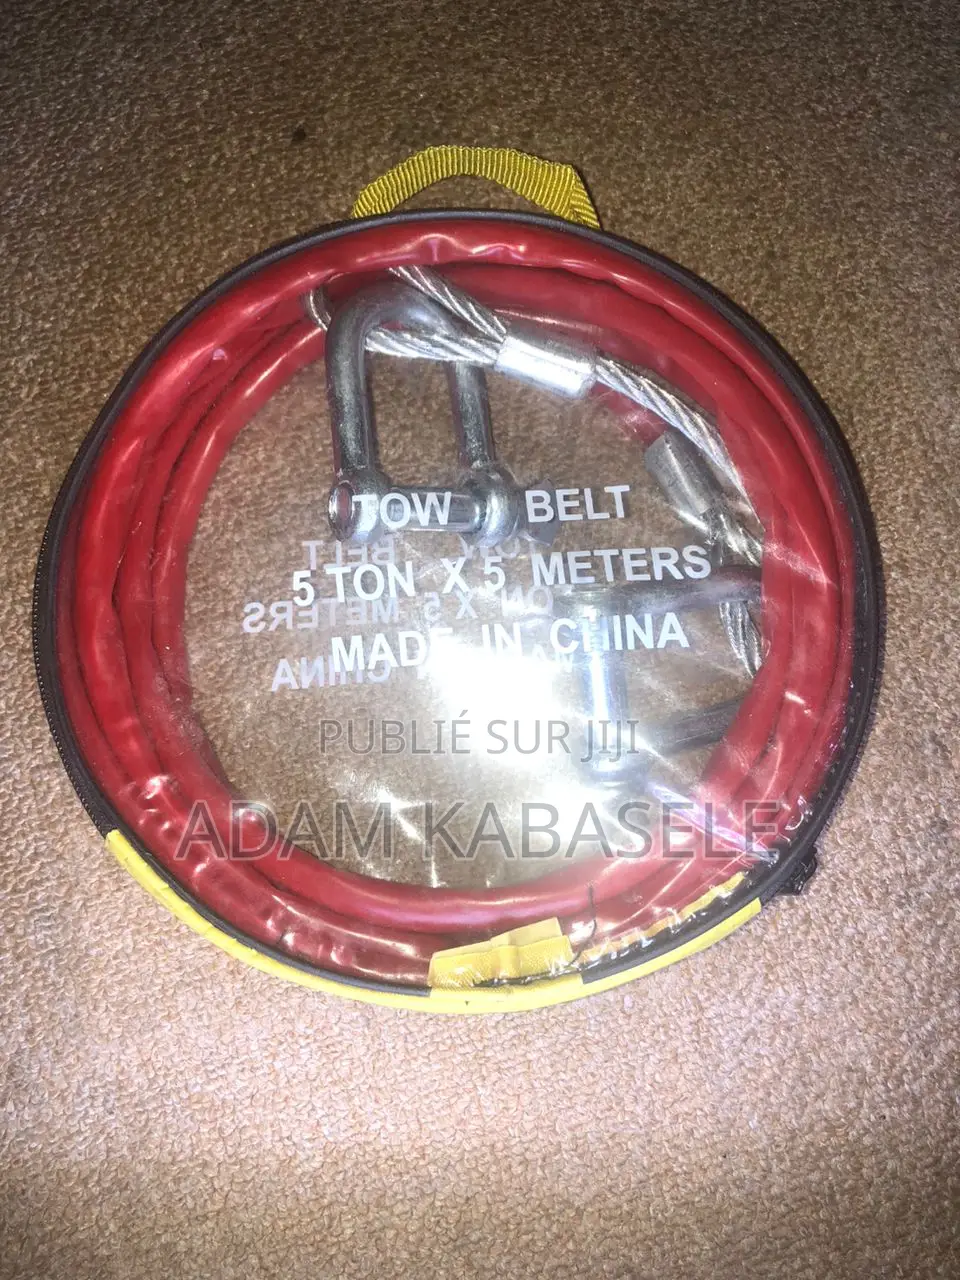 TOW BELT
5 TON X 5 METERS
MADE IN CHINA
PUBLIÉ SUR JIJI
ADAM KABASELE